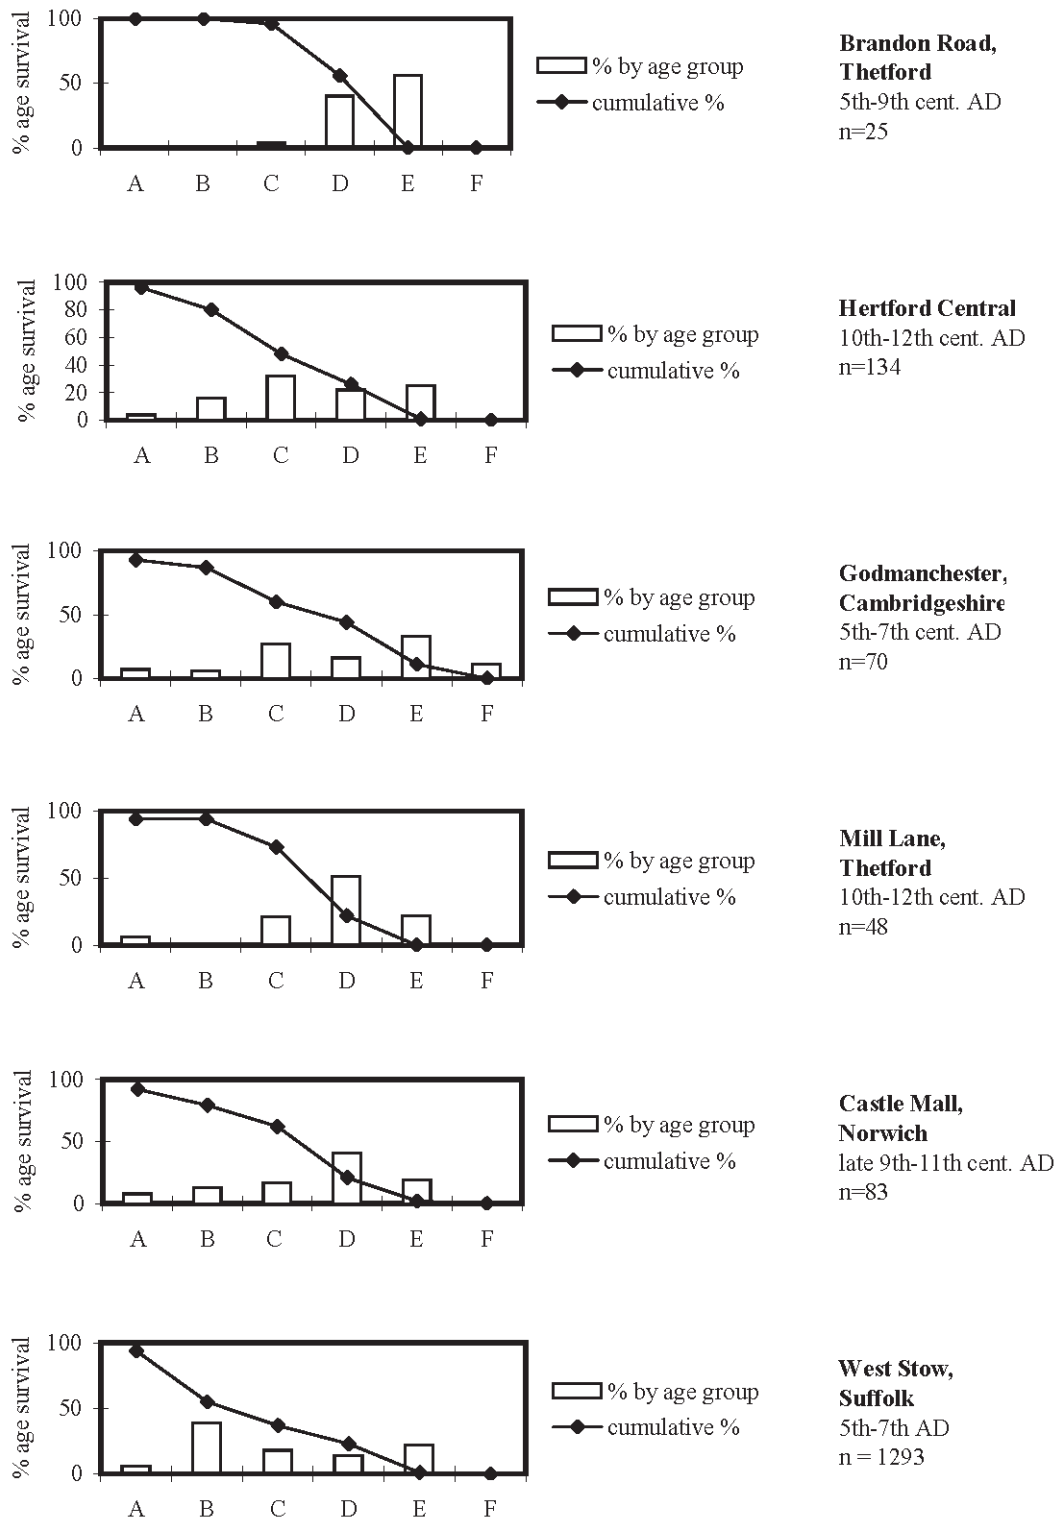 % age survival
100
50
0
A B C D E F
% by age group
cumulative %
Brandon Road,
Thetford
5th-9th cent. AD
n=25
% age survival
100
80
60
40
20
0
A B C D E F
% by age group
cumulative %
Hertford Central
10th-12th cent. AD
n=134
% age survival
100
50
0
A B C D E F
% by age group
cumulative %
Godmanchester,
Cambridgeshire
5th-7th cent. AD
n=70
% age survival
100
50
0
A B C D E F
% by age group
cumulative %
Mill Lane,
Thetford
10th-12th cent. AD
n=48
% age survival
100
50
0
A B C D E F
% by age group
cumulative %
Castle Mall,
Norwich
late 9th-11th cent. AD
n=83
% age survival
100
50
0
A B C D E F
% by age group
cumulative %
West Stow,
Suffolk
5th-7th AD
n = 1293